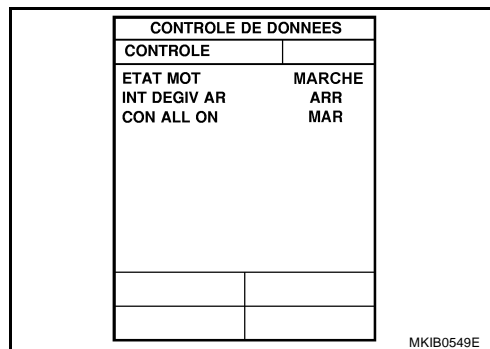 CONTROLE DE DONNEES
CONTROLE
ETAT MOT MARCHE
INT DEGIV AR ARR
CON ALL ON MAR
MKIB0549E